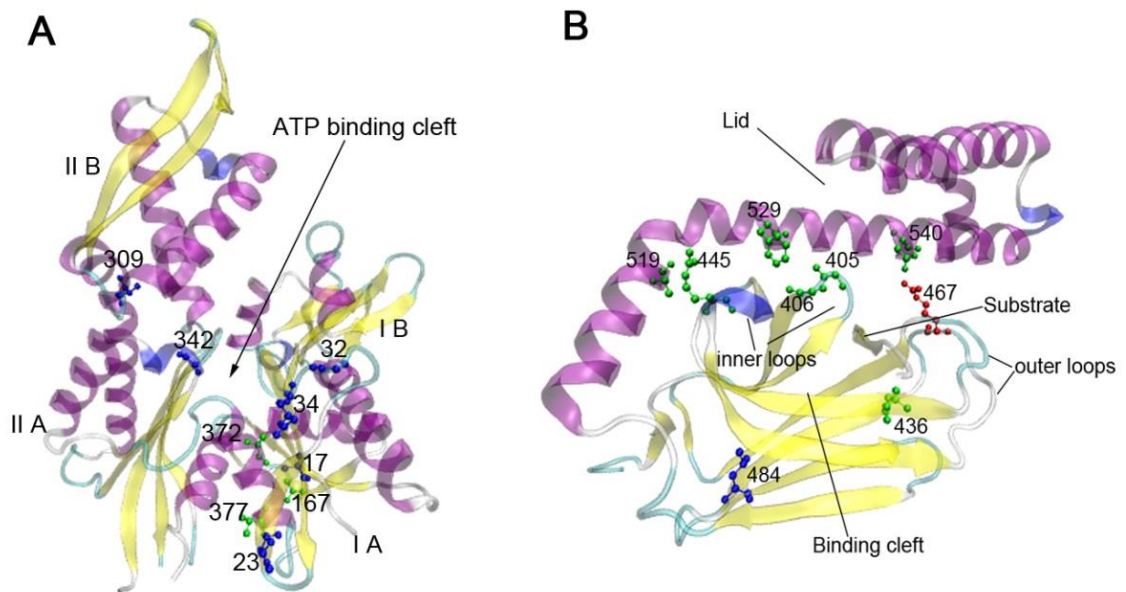 A
B
ATP binding cleft
II B
309
I B
342
32
34
II A
372
17
167
377
I A
23
Lid
529
540
519
445
405
467
406
Substrate
inner loops
outer loops
436
484
Binding cleft